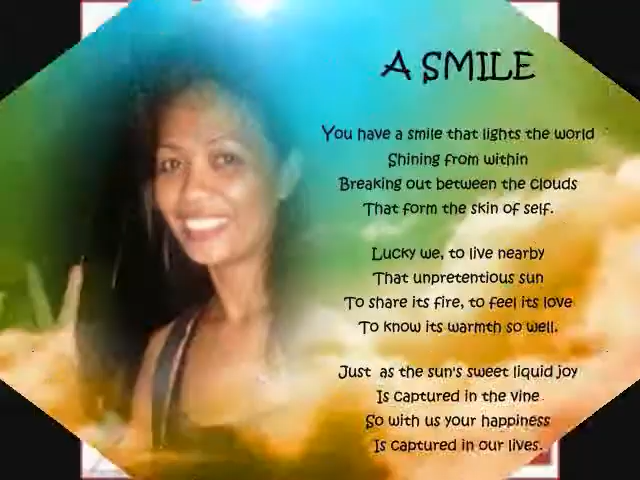 A SMILE
You have a smile that lights the world
Shining from within
Breaking out between the clouds
That form the skin of self.
Lucky we, to live nearby
That unpretentious sun
To share its fire, to feel its love
To know its warmth so well.
Just as the sun's sweet liquid joy
Is captured in the vine
So with us your happiness
Is captured in our lives.